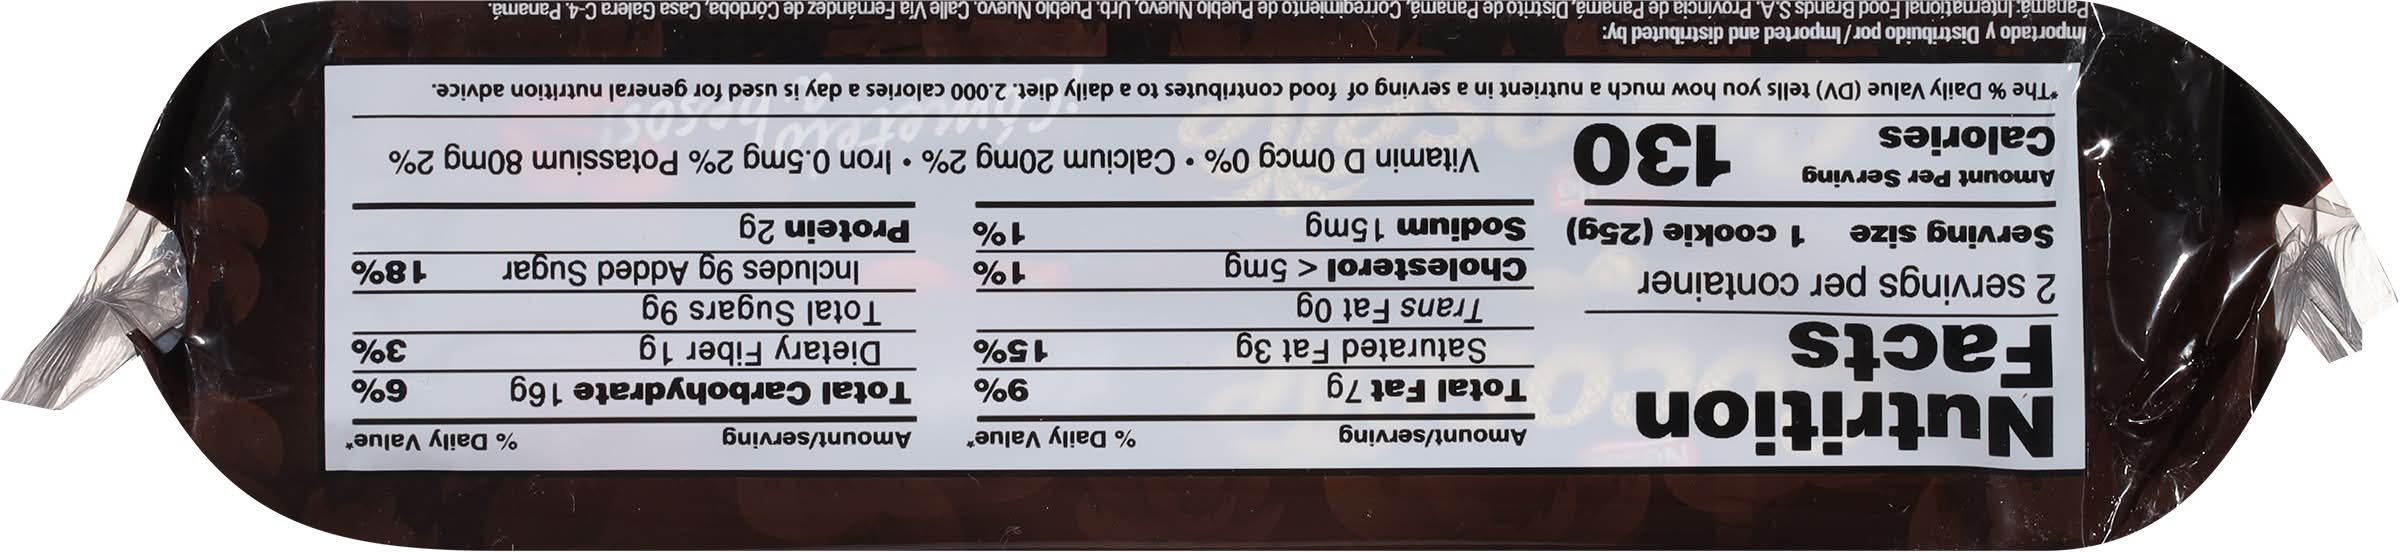 Nutrition
Facts
2 servings per container
Serving size 1 cookie (25g)
Amount Per Serving
Calories 130
Amount/serving % Daily Value*
Total Fat 7g 9%
Saturated Fat 3g 15%
Trans Fat 0g
Cholesterol < 5mg 1%
Sodium 15mg 1%
Amount/serving % Daily Value*
Total Carbohydrate 16g 6%
Dietary Fiber 1g 3%
Total Sugars 9g
Includes 9g Added Sugar 18%
Protein 2g
Vitamin D 0mcg 0% • Calcium 20mg 2% • Iron 0.5mg 2% Potassium 80mg 2%
*The % Daily Value (DV) tells you how much a nutrient in a serving of food contributes to a daily diet. 2.000 calories a day is used for general nutrition advice.
Importado y Distribuido por / Imported and distributed by:
Panamá: International Food Brands S.A. Provincia de Panamá, Distrito de Panamá, Corregimiento de Pueblo Nuevo, Urb. Pueblo Nuevo, Calle Vía Fernández de Córdoba, Casa Galera C-4, Panamá.